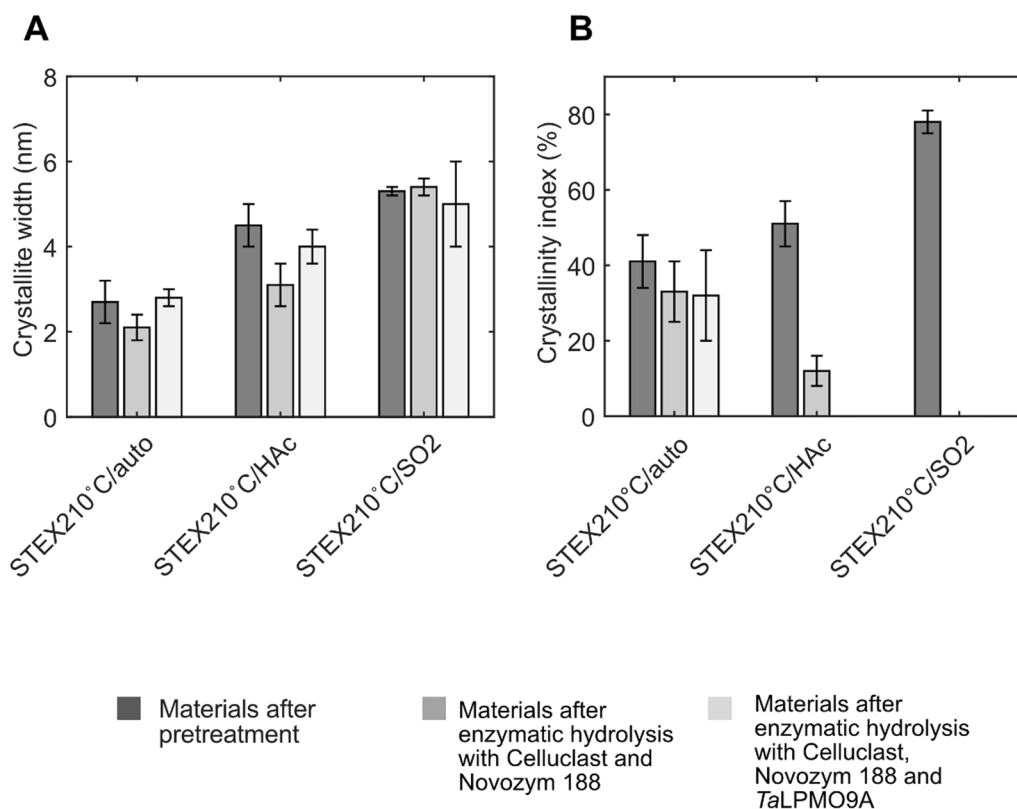 A
Crystallite width (nm)
8
6
4
2
0
STEX210°C/auto
STEX210°C/HAc
STEX210°C/SO2
B
Crystallinity index (%)
80
60
40
20
0
STEX210°C/auto
STEX210°C/HAc
STEX210°C/SO2
Materials after
pretreatment
Materials after
enzymatic hydrolysis
with Celluclast and
Novozym 188
Materials after
enzymatic hydrolysis
with Celluclast,
Novozym 188 and
TaLPMO9A